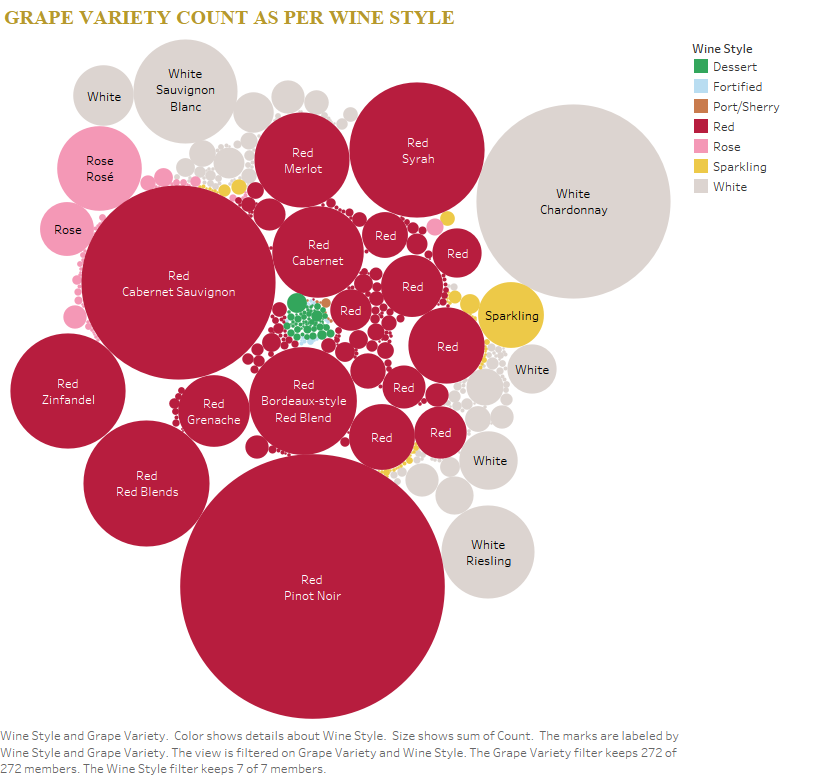 GRAPE VARIETY COUNT AS PER WINE STYLE
Wine Style
Dessert
Fortified
Port/Sherry
Red
Rose
Sparkling
White
White
Sauvignon
Blanc
White
Red
Merlot
Red
Syrah
Rose
Rosé
White
Chardonnay
Rose
Red
Cabernet
Red
Red
Red
Cabernet Sauvignon
Red
Red
Sparkling
Red
White
Red
Zinfandel
Red
Grenache
Red
Bordeaux-style
Red Blend
Red
Red
Red
White
Red
Red Blends
White
Riesling
Red
Pinot Noir
Wine Style and Grape Variety.  Color shows details about Wine Style.  Size shows sum of Count.  The marks are labeled by
Wine Style and Grape Variety. The view is filtered on Grape Variety and Wine Style. The Grape Variety filter keeps 272 of
272 members. The Wine Style filter keeps 7 of 7 members.